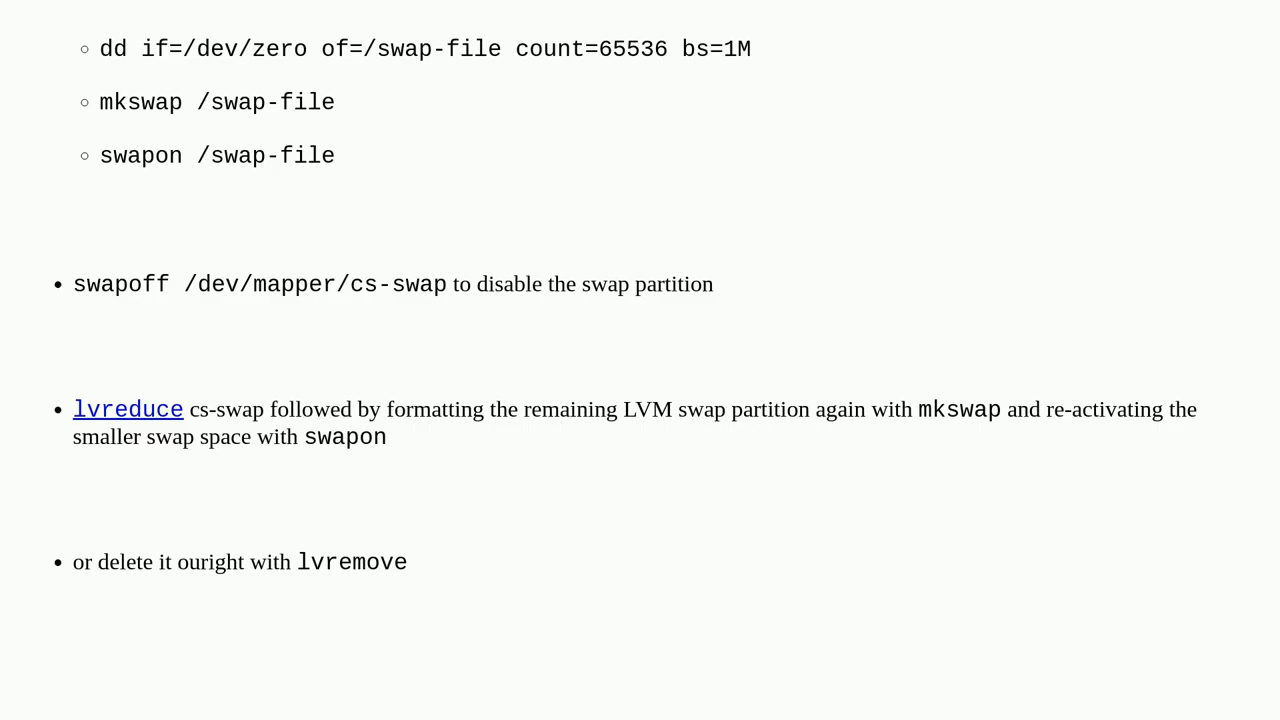 dd if=/dev/zero of=/swap-file count=65536 bs=1M
mkswap /swap-file
swapon /swap-file
swapoff /dev/mapper/cs-swap to disable the swap partition
lvreduce cs-swap followed by formatting the remaining LVM swap partition again with mkswap and re-activating the
smaller swap space with swapon
or delete it ouright with lvremove